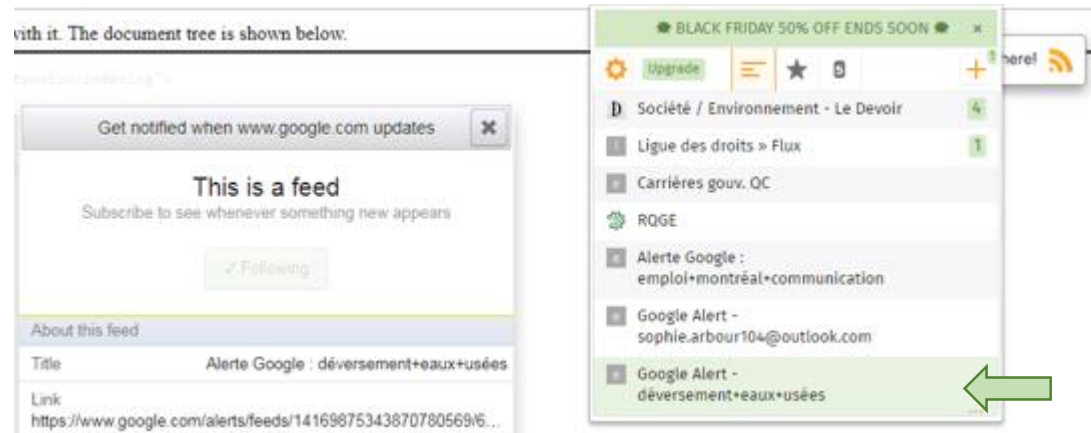 with it. The document tree is shown below.
Get notified when www.google.com updates
This is a feed
Subscribe to see whenever something new appears
✓ Following
About this feed
Title Alerte Google : déversement+eaux+usées
Link
https://www.google.com/alerts/feeds/14169875343870780569/6...
BLACK FRIDAY 50% OFF ENDS SOON
Upgrade
Société / Environnement - Le Devoir 4
Ligue des droits » Flux 1
Carrières gouv. QC
RQGE
Alerte Google :
emploi+montréal+communication
Google Alert -
sophie.arbour104@outlook.com
Google Alert -
déversement+eaux+usées
here!